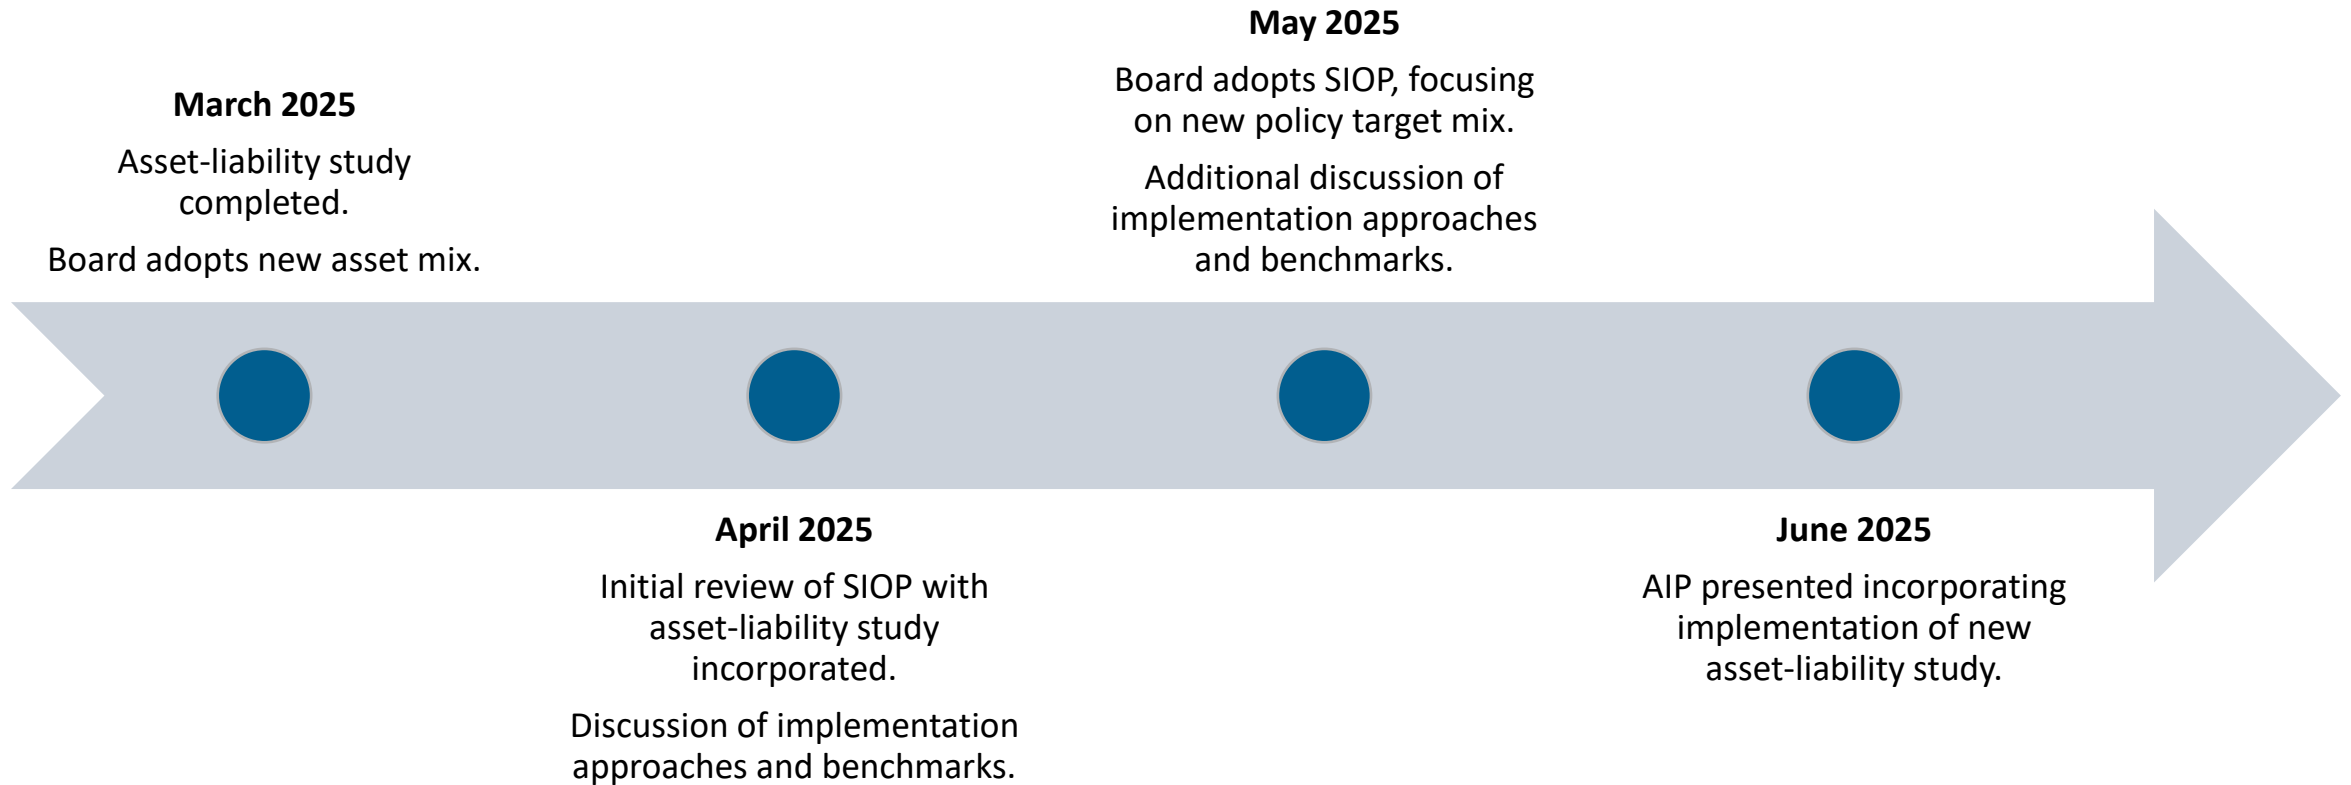 March 2025
Asset-liability study
completed.
Board adopts new asset mix.
April 2025
Initial review of SIOP with
asset-liability study
incorporated.
Discussion of implementation
approaches and benchmarks.
May 2025
Board adopts SIOP, focusing
on new policy target mix.
Additional discussion of
implementation approaches
and benchmarks.
June 2025
AIP presented incorporating
implementation of new
asset-liability study.